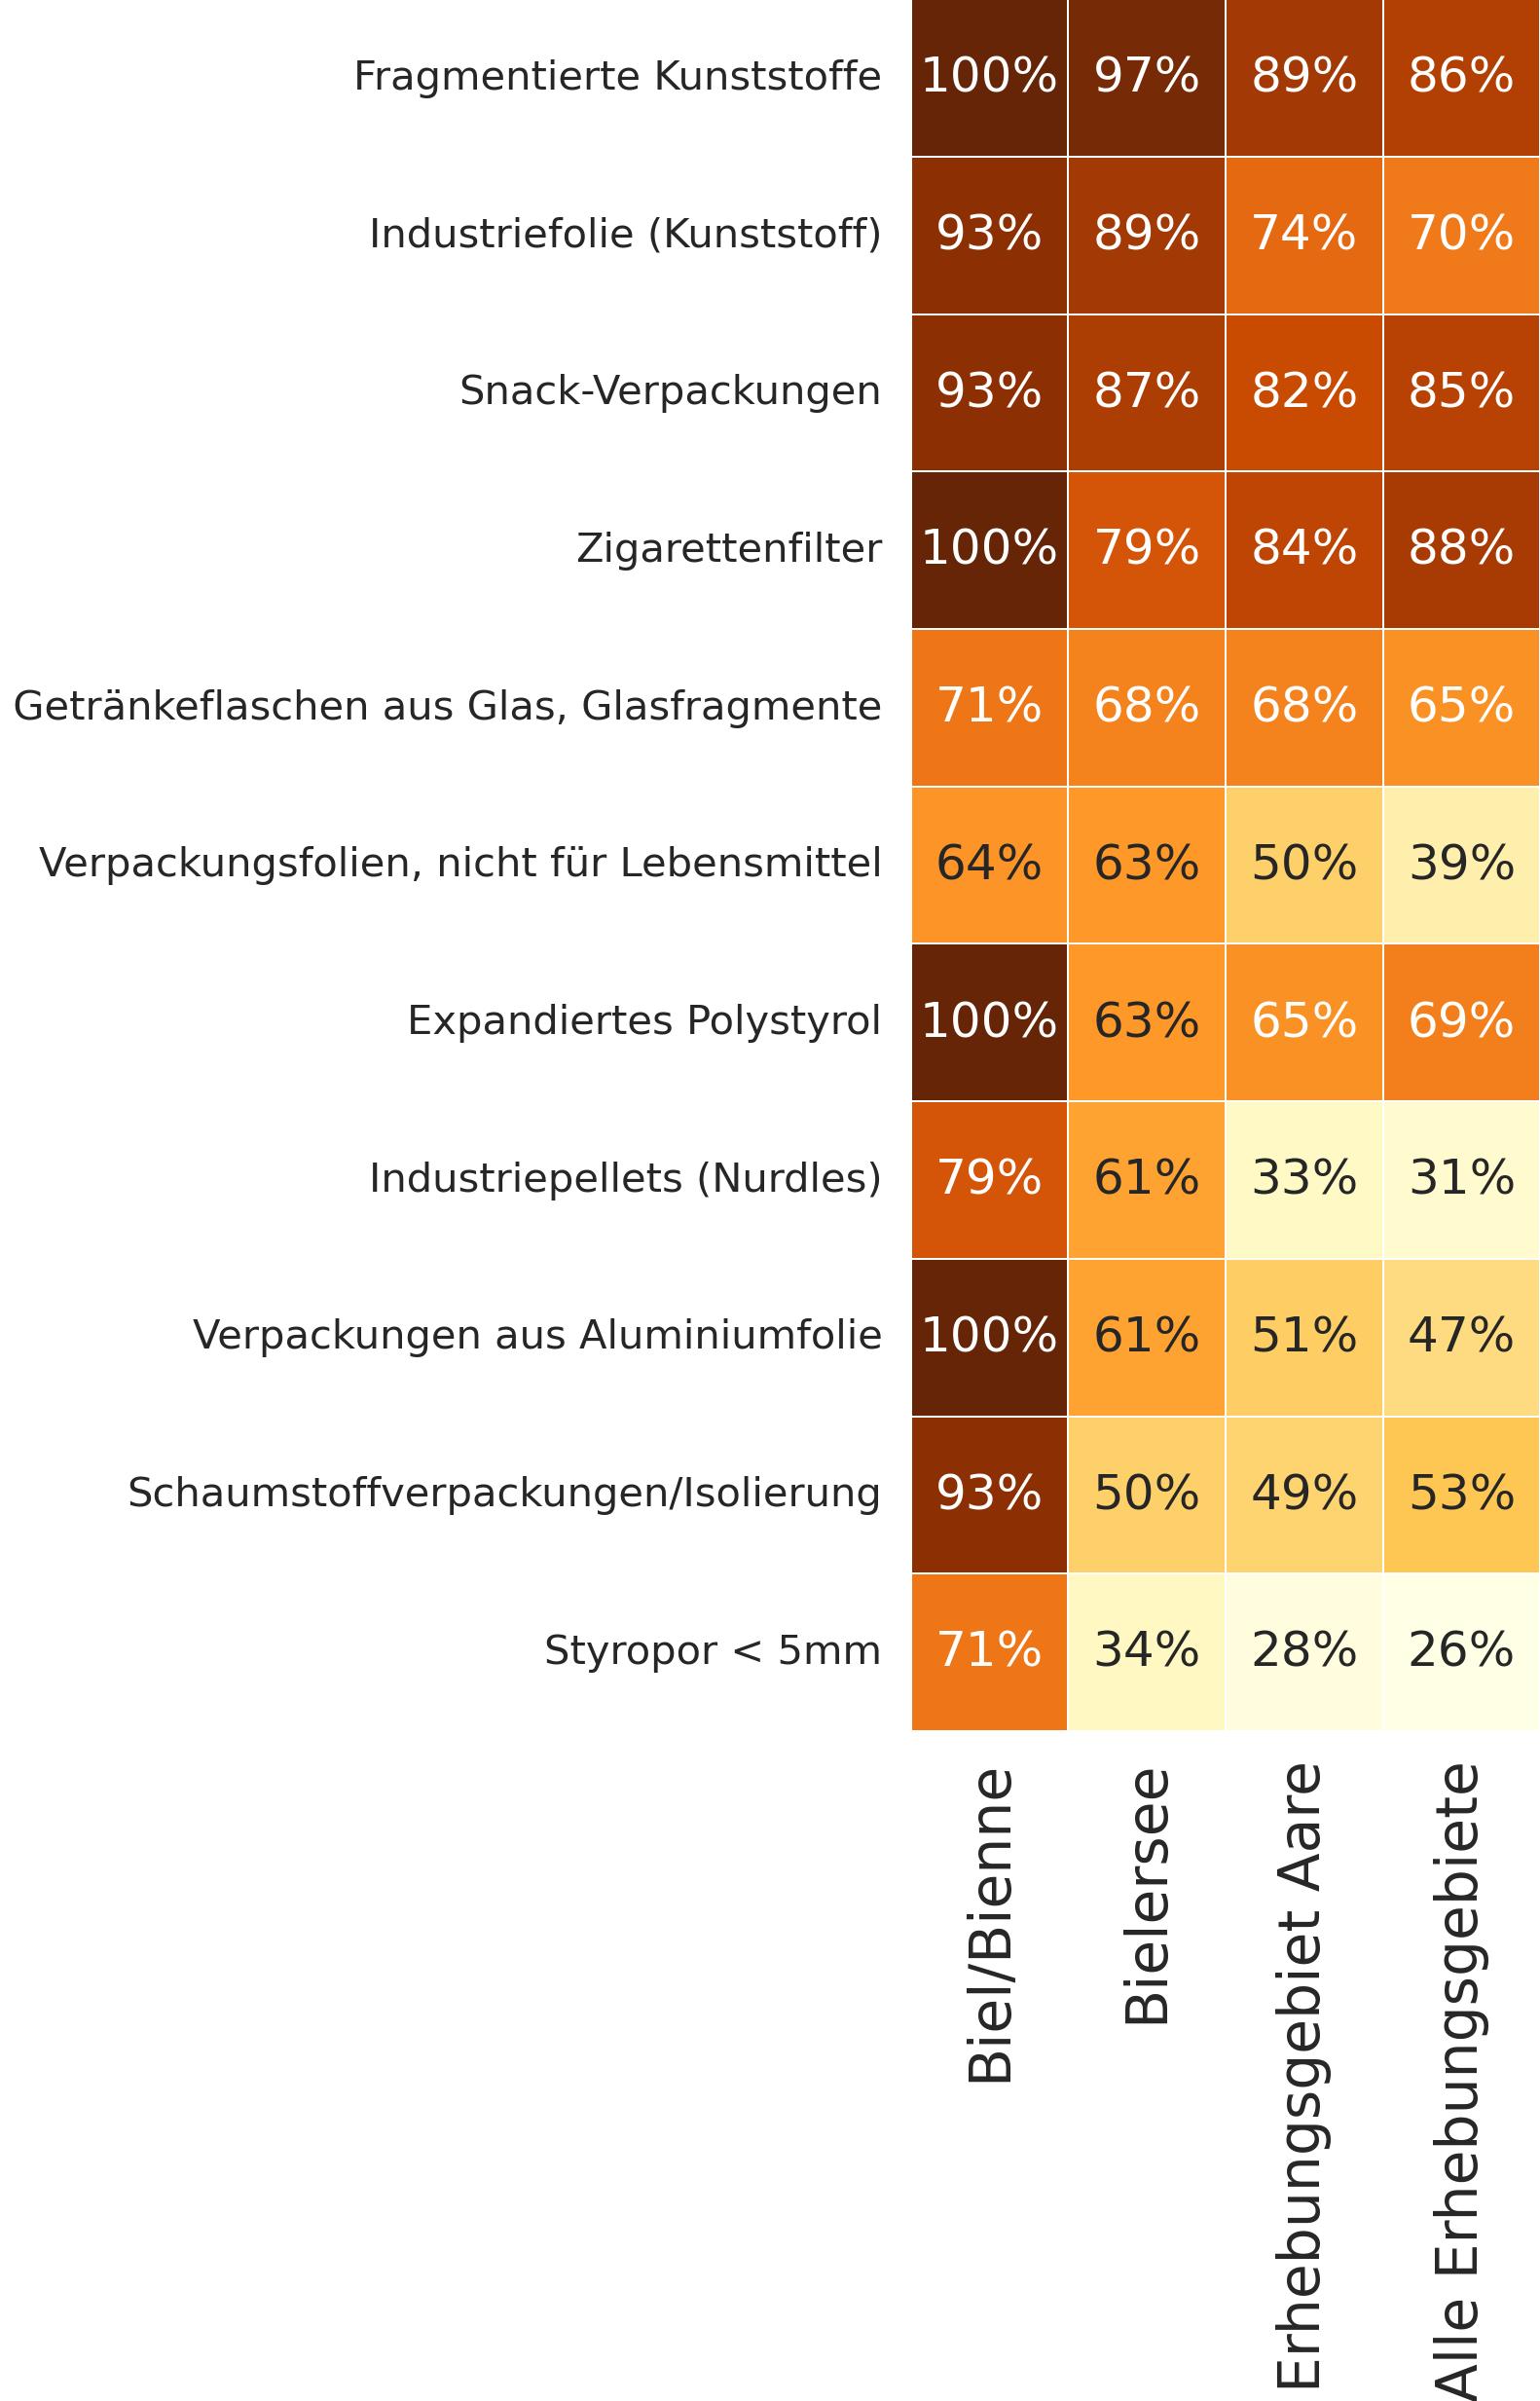 Fragmentierte Kunststoffe 100% 97% 89% 86%
Industriefolie (Kunststoff) 93% 89% 74% 70%
Snack-Verpackungen 93% 87% 82% 85%
Zigarettenfilter 100% 79% 84% 88%
Getränkeflaschen aus Glas, Glasfragmente 71% 68% 68% 65%
Verpackungsfolien, nicht für Lebensmittel 64% 63% 50% 39%
Expandiertes Polystyrol 100% 63% 65% 69%
Industriepellets (Nurdles) 79% 61% 33% 31%
Verpackungen aus Aluminiumfolie 100% 61% 51% 47%
Schaumstoffverpackungen/Isolierung 93% 50% 49% 53%
Styropor < 5mm 71% 34% 28% 26%
Biel/Bienne
Bielersee
Erhebungsgebiet Aare
Alle Erhebungsgebiete